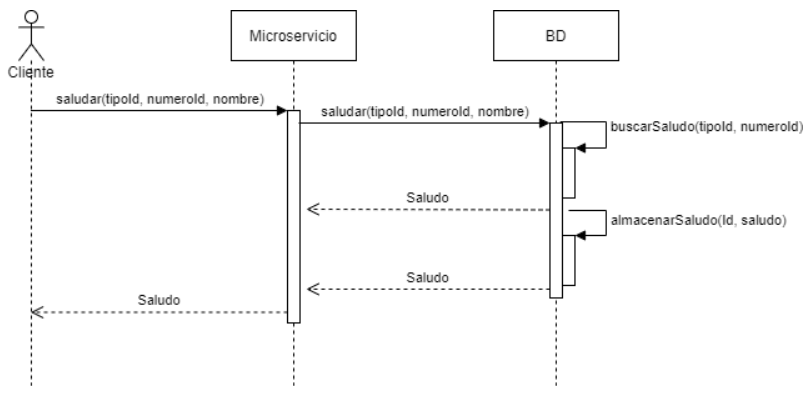 Microservicio
BD
Cliente
saludar(tipoId, numeroId, nombre)
saludar(tipoId, numeroId, nombre)
buscarSaludo(tipoId, numeroId)
Saludo
almacenarSaludo(Id, saludo)
Saludo
Saludo